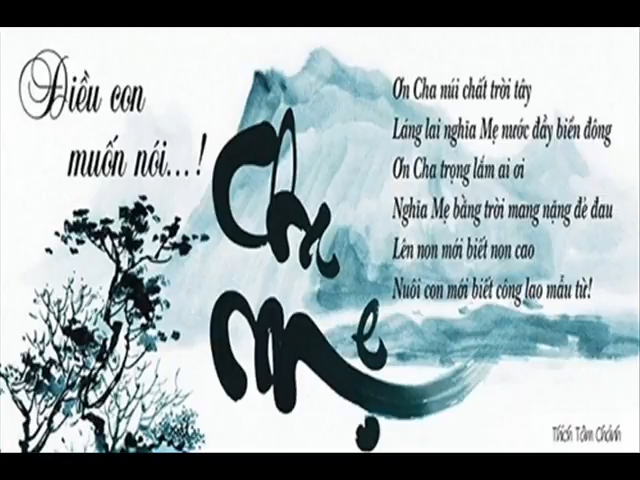 Điều con
muốn nói...!
Cha
Mẹ
Ơn Cha núi chất trời tây
Láng lai nghĩa Mẹ nước đầy biển đông
Ơn Cha trọng lắm ai ơi
Nghĩa Mẹ bằng trời mang nặng đẻ đau
Lên non mới biết non cao
Nuôi con mới biết công lao mẫu từ!
Thích Tâm Chánh